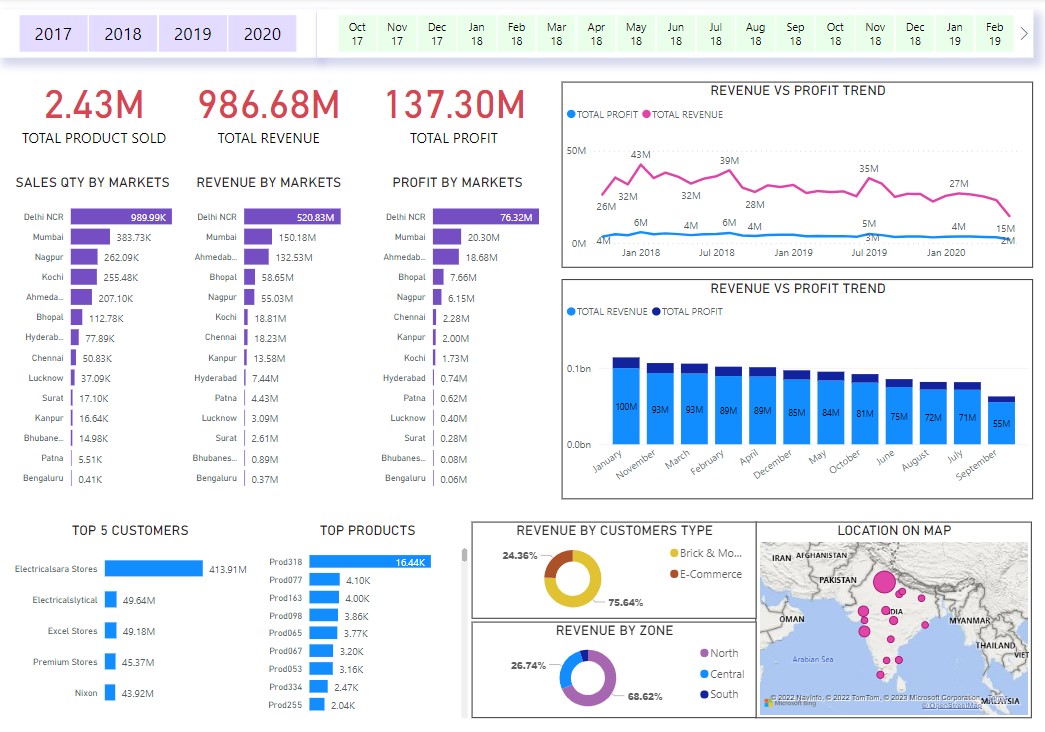 2017 2018 2019 2020
Oct 17 Nov 17 Dec 17 Jan 18 Feb 18 Mar 18 Apr 18 May 18 Jun 18 Jul 18 Aug 18 Sep 18 Oct 18 Nov 18 Dec 18 Jan 19 Feb 19
2.43M
TOTAL PRODUCT SOLD
986.68M
TOTAL REVENUE
137.30M
TOTAL PROFIT
SALES QTY BY MARKETS
Delhi NCR 989.99K
Mumbai 383.73K
Nagpur 262.09K
Kochi 255.48K
Ahmeda... 207.10K
Bhopal 112.78K
Hyderab... 77.89K
Chennai 50.83K
Lucknow 37.09K
Surat 17.10K
Kanpur 16.64K
Bhubane... 14.98K
Patna 5.51K
Bengaluru 0.41K
REVENUE BY MARKETS
Delhi NCR 520.83M
Mumbai 150.18M
Ahmedab... 132.53M
Bhopal 58.65M
Nagpur 55.03M
Kochi 18.81M
Chennai 18.23M
Kanpur 13.58M
Hyderabad 7.44M
Patna 4.43M
Lucknow 3.09M
Surat 2.61M
Bhubanes... 0.89M
Bengaluru 0.37M
PROFIT BY MARKETS
Delhi NCR 76.32M
Mumbai 20.30M
Ahmedab... 18.68M
Bhopal 7.66M
Nagpur 6.15M
Chennai 2.28M
Kanpur 2.00M
Kochi 1.73M
Hyderabad 0.74M
Patna 0.62M
Lucknow 0.40M
Surat 0.28M
Bhubanes... 0.08M
Bengaluru 0.06M
REVENUE VS PROFIT TREND
TOTAL PROFIT TOTAL REVENUE
50M
0M
26M 32M 43M 32M 39M 28M 35M 27M 15M
4M 6M 4M 6M 4M 5M 3M 4M 2M
Jan 2018 Jul 2018 Jan 2019 Jul 2019 Jan 2020
REVENUE VS PROFIT TREND
TOTAL REVENUE TOTAL PROFIT
0.1bn
0.0bn
100M 93M 93M 89M 89M 85M 84M 81M 75M 72M 71M 55M
January November March February April December May October June August July September
TOP 5 CUSTOMERS
Electricalsara Stores 413.91M
Electricalslytical 49.64M
Excel Stores 49.18M
Premium Stores 45.37M
Nixon 43.92M
TOP PRODUCTS
Prod318 16.44K
Prod077 4.10K
Prod163 4.00K
Prod098 3.86K
Prod065 3.77K
Prod067 3.20K
Prod053 3.16K
Prod334 2.47K
Prod255 2.04K
REVENUE BY CUSTOMERS TYPE
24.36%
75.64%
Brick & Mo...
E-Commerce
REVENUE BY ZONE
26.74%
68.62%
North
Central
South
LOCATION ON MAP
IRAN AFGHANISTAN
PAKISTAN
DIA
OMAN
MYANMAR
THAILAND
VIET
Arabian Sea
© 2022 NavInfo, © 2022 TomTom, © 2023 Microsoft Corporation, Terms
Microsoft Bing
© OpenStreetMap
MALAYSIA